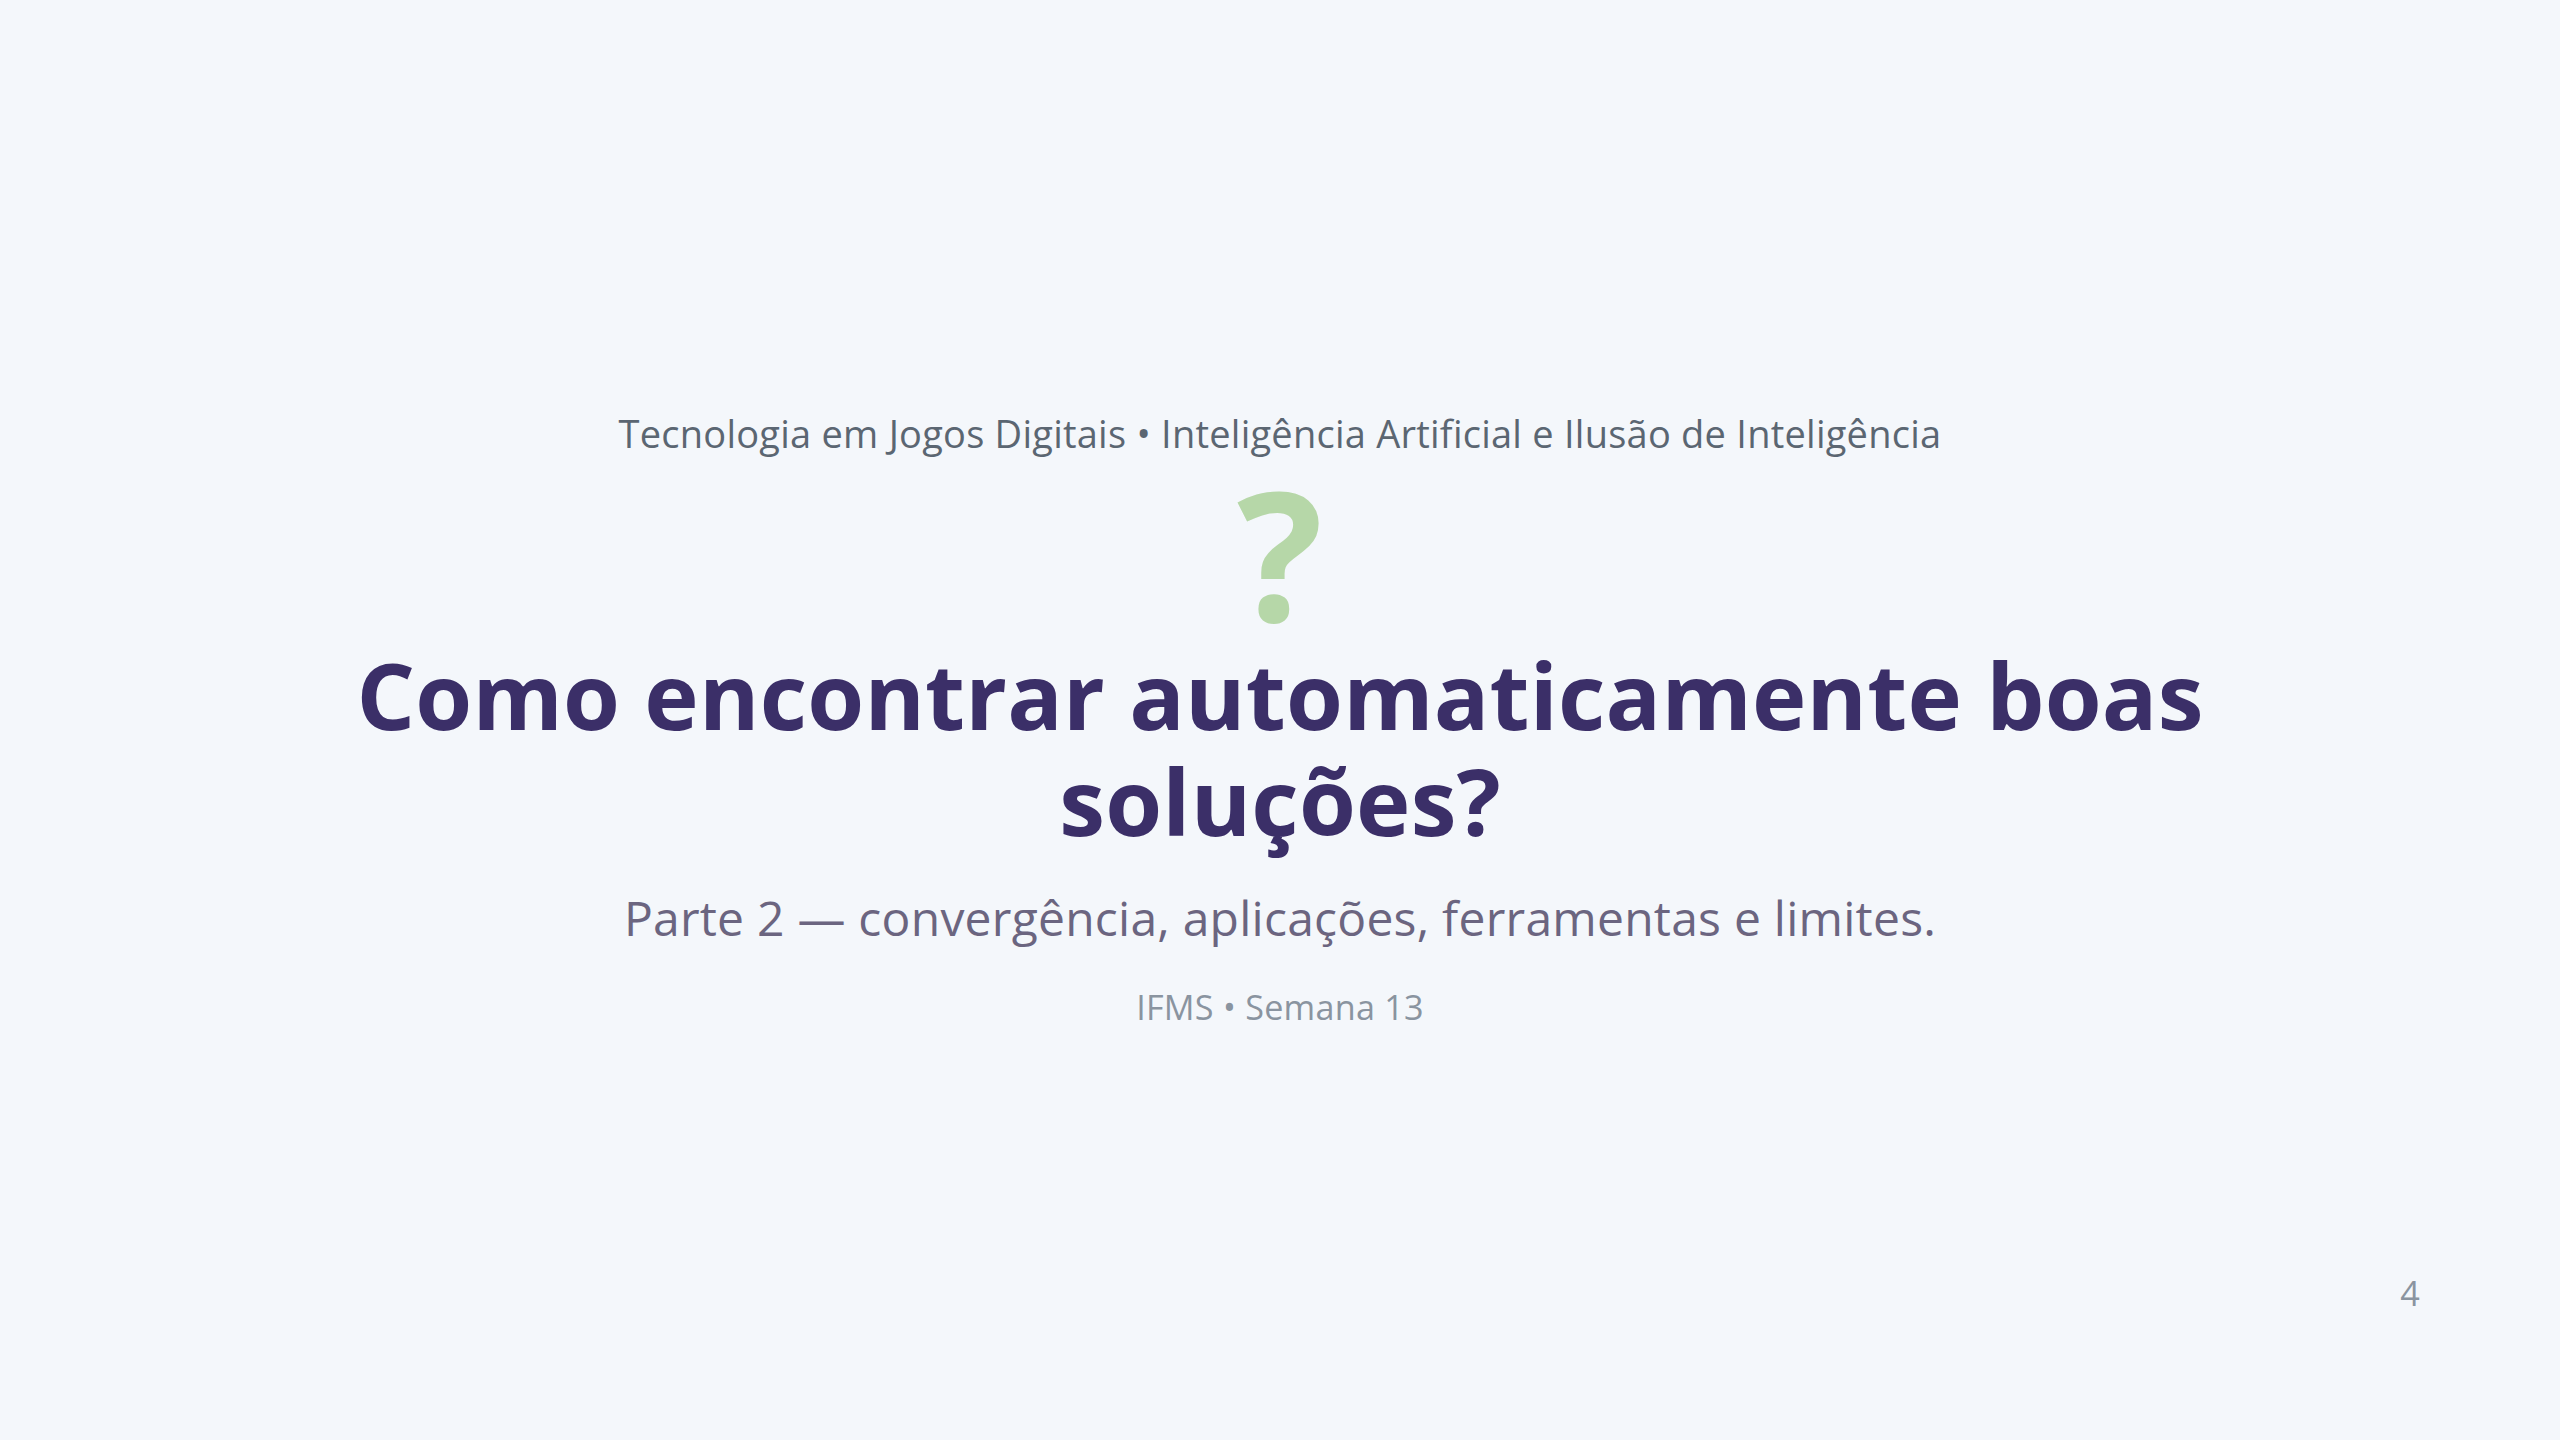 Tecnologia em Jogos Digitais • Inteligência Artificial e Ilusão de Inteligência
?
Como encontrar automaticamente boas
soluções?
Parte 2 — convergência, aplicações, ferramentas e limites.
IFMS • Semana 13
4